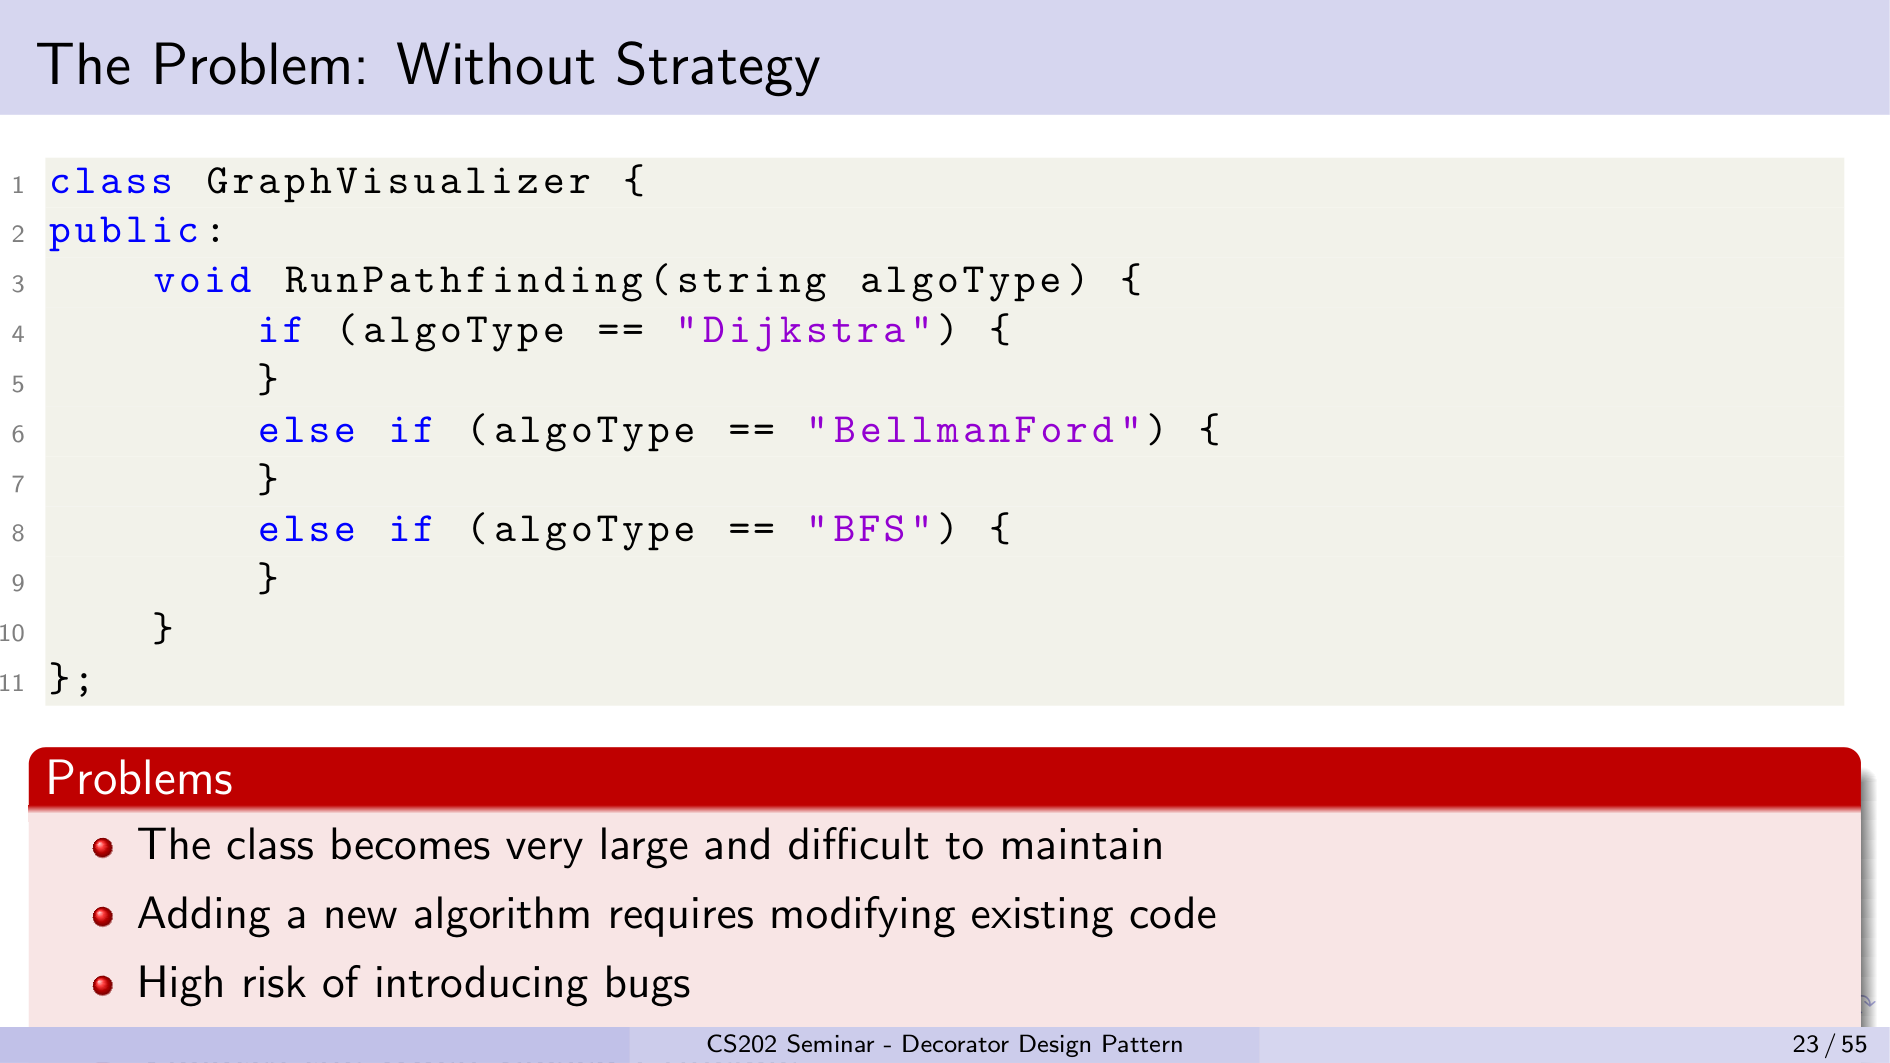 The Problem: Without Strategy
1 class GraphVisualizer {
2 public:
3     void RunPathfinding(string algoType) {
4         if (algoType == "Dijkstra") {
5         }
6         else if (algoType == "BellmanFord") {
7         }
8         else if (algoType == "BFS") {
9         }
10     }
11 };
Problems
The class becomes very large and difficult to maintain
Adding a new algorithm requires modifying existing code
High risk of introducing bugs
CS202 Seminar - Decorator Design Pattern
23 / 55